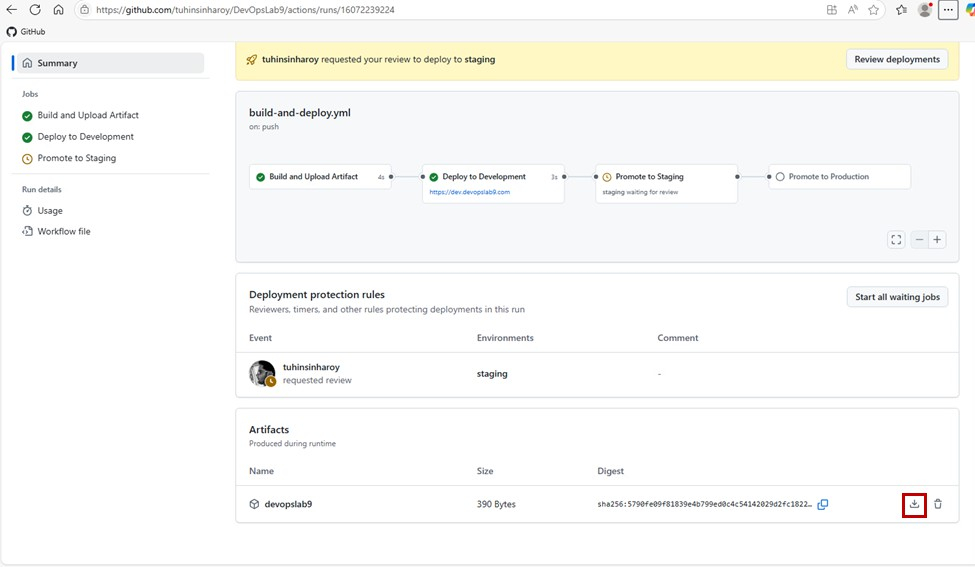 https://github.com/tuhinsinharoy/DevOpsLab9/actions/runs/16072239224
GitHub
Summary
Jobs
Build and Upload Artifact
Deploy to Development
Promote to Staging
Run details
Usage
Workflow file
tuhinsinharoy requested your review to deploy to staging
Review deployments
build-and-deploy.yml
on: push
Build and Upload Artifact 4s
Deploy to Development 3s
https://dev.devopslab9.com
Promote to Staging
staging waiting for review
Promote to Production
Deployment protection rules
Reviewers, timers, and other rules protecting deployments in this run
Start all waiting jobs
Event Environments Comment
tuhinsinharoy
requested review
staging -
Artifacts
Produced during runtime
Name Size Digest
devopslab9 390 Bytes sha256:5790fe09f81839e4b799ed0c4c54142029d2fc1822…